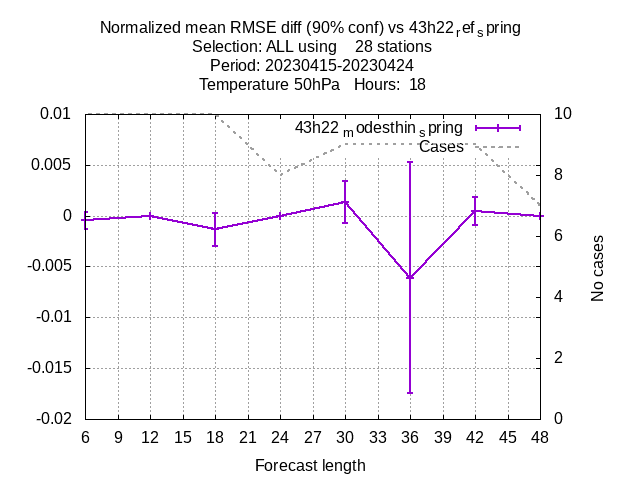 Normalized mean RMSE diff (90% conf) vs 43h22refspring
Selection: ALL using 28 stations
Period: 20230415-20230424
Temperature 50hPa Hours: 18
0.01 10
43h22modesthinspring
Cases
0.005 8
0 6
-0.005
No cases
-0.01 4
-0.015 2
-0.02 0
6 9 12 15 18 21 24 27 30 33 36 39 42 45 48
Forecast length